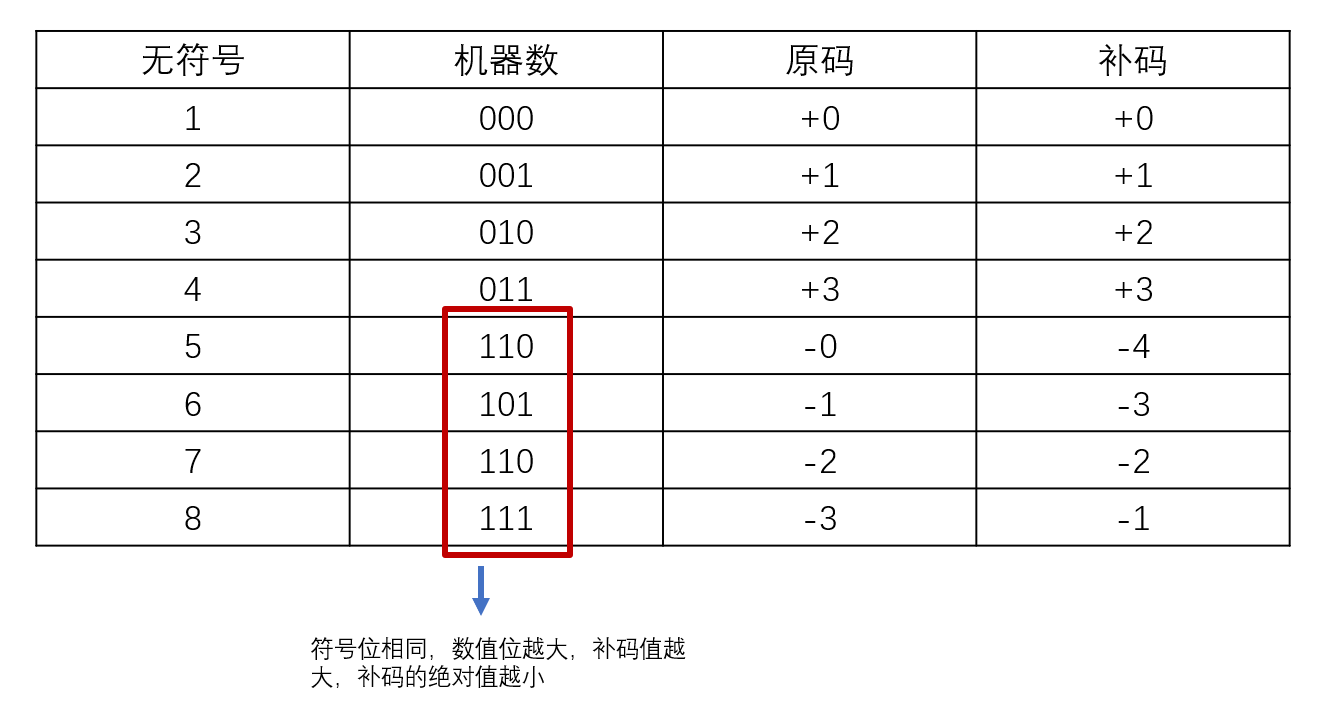 无符号 机器数 原码 补码
1 000 +0 +0
2 001 +1 +1
3 010 +2 +2
4 011 +3 +3
5 110 -0 -4
6 101 -1 -3
7 110 -2 -2
8 111 -3 -1
符号位相同，数值位越大，补码值越
大，补码的绝对值越小